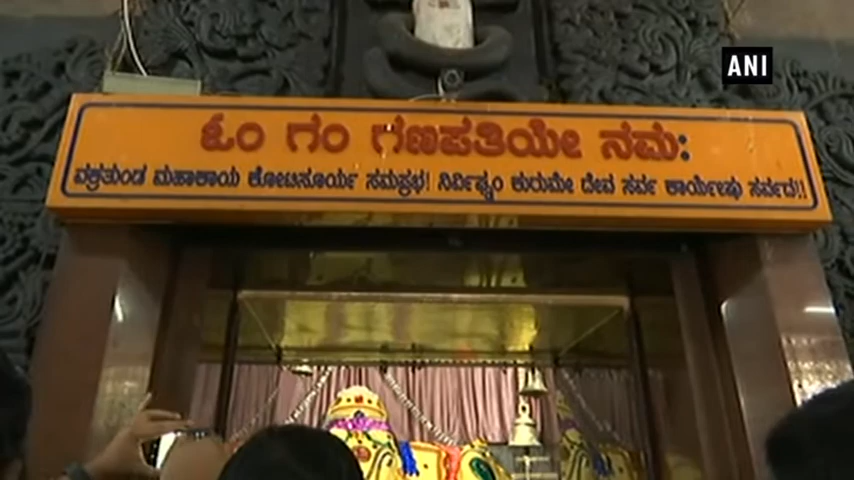 ANI
ಓಂ ಗಂ ಗಣಪತಿಯೇ ನಮ:
ವಕ್ರತುಂಡ ಮಹಾಕಾಯ ಕೋಟಿಸೂರ್ಯ ಸಮಪ್ರಭ! ನಿರ್ವಿಘ್ನಂ ಕುರುಮೇ ದೇವ ಸರ್ವ ಕಾರ್ಯೇಷು ಸರ್ವದ!!